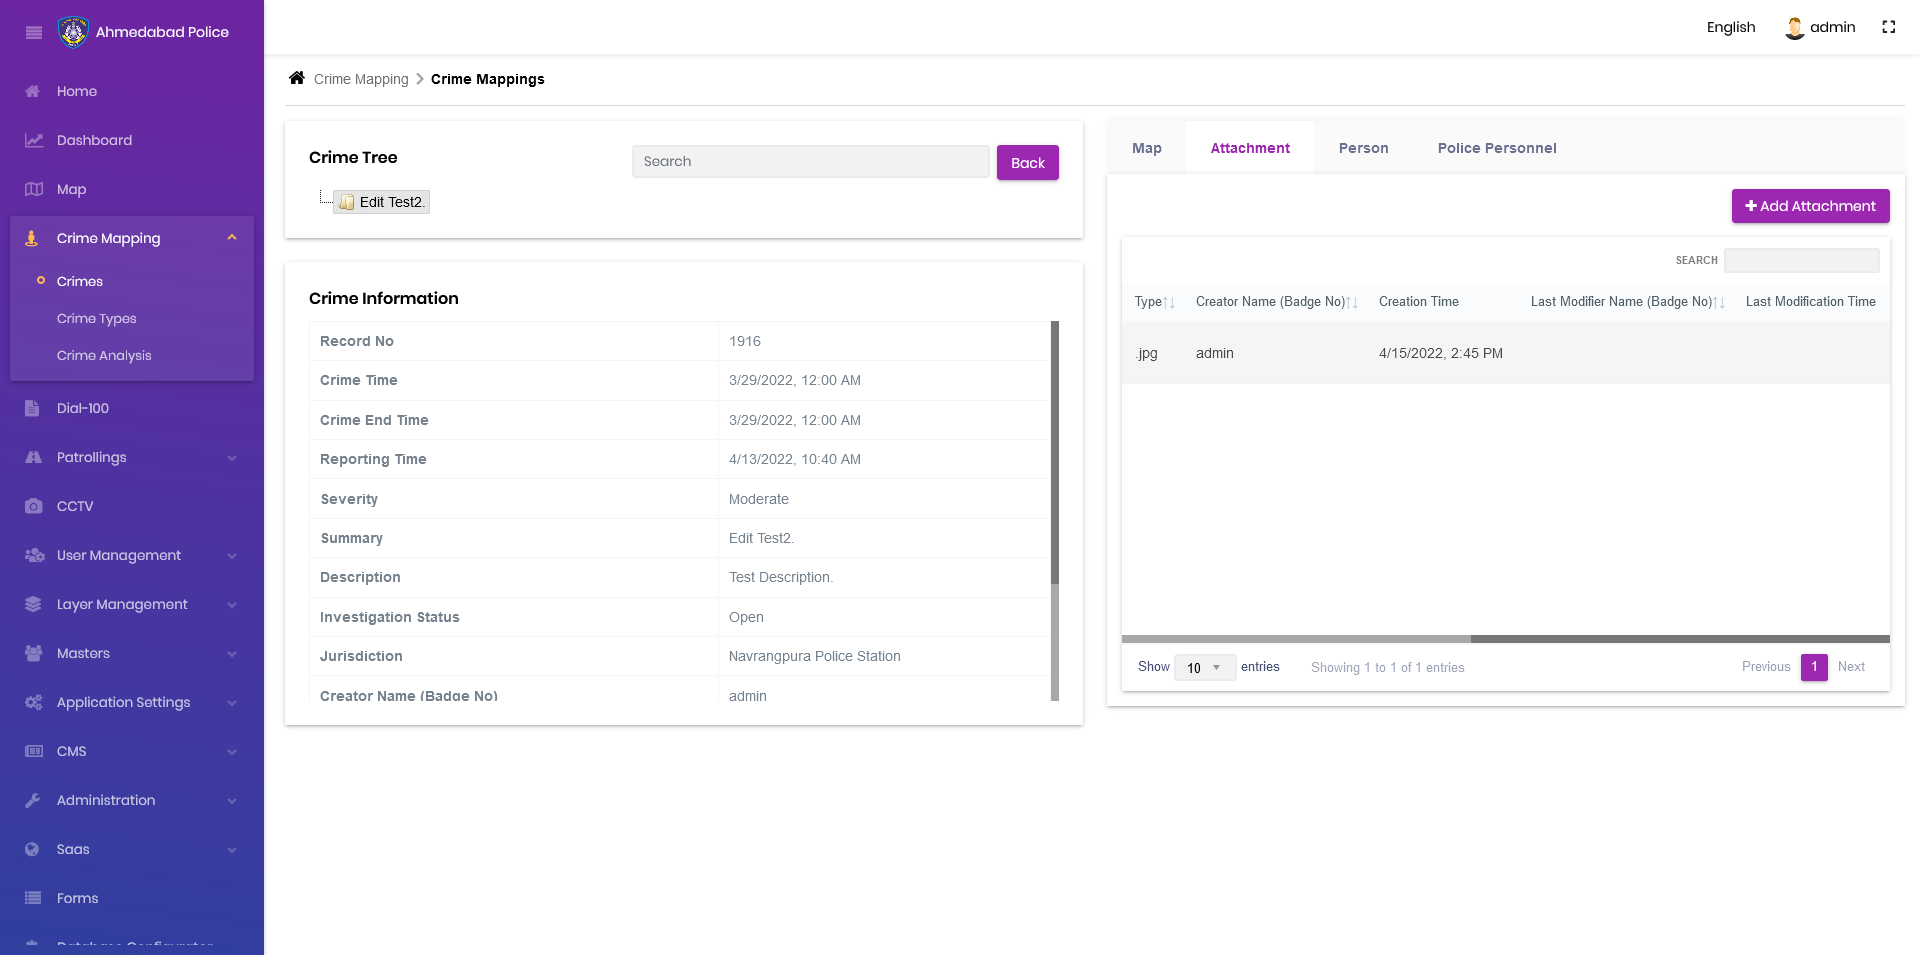 Ahmedabad Police
Home
Dashboard
Map
Crime Mapping
Crimes
Crime Types
Crime Analysis
Dial-100
Patrollings
CCTV
User Management
Layer Management
Masters
Application Settings
CMS
Administration
Saas
Forms
Database Configurator
English
admin
Crime Mapping
Crime Mappings
Crime Tree
Search
Back
Edit Test2.
Crime Information
Record No 1916
Crime Time 3/29/2022, 12:00 AM
Crime End Time 3/29/2022, 12:00 AM
Reporting Time 4/13/2022, 10:40 AM
Severity Moderate
Summary Edit Test2.
Description Test Description.
Investigation Status Open
Jurisdiction Navrangpura Police Station
Creator Name (Badge No) admin
Map Attachment Person Police Personnel
Add Attachment
SEARCH
Type Creator Name (Badge No) Creation Time Last Modifier Name (Badge No) Last Modification Time
.jpg admin 4/15/2022, 2:45 PM
Show 10 entries Showing 1 to 1 of 1 entries Previous 1 Next